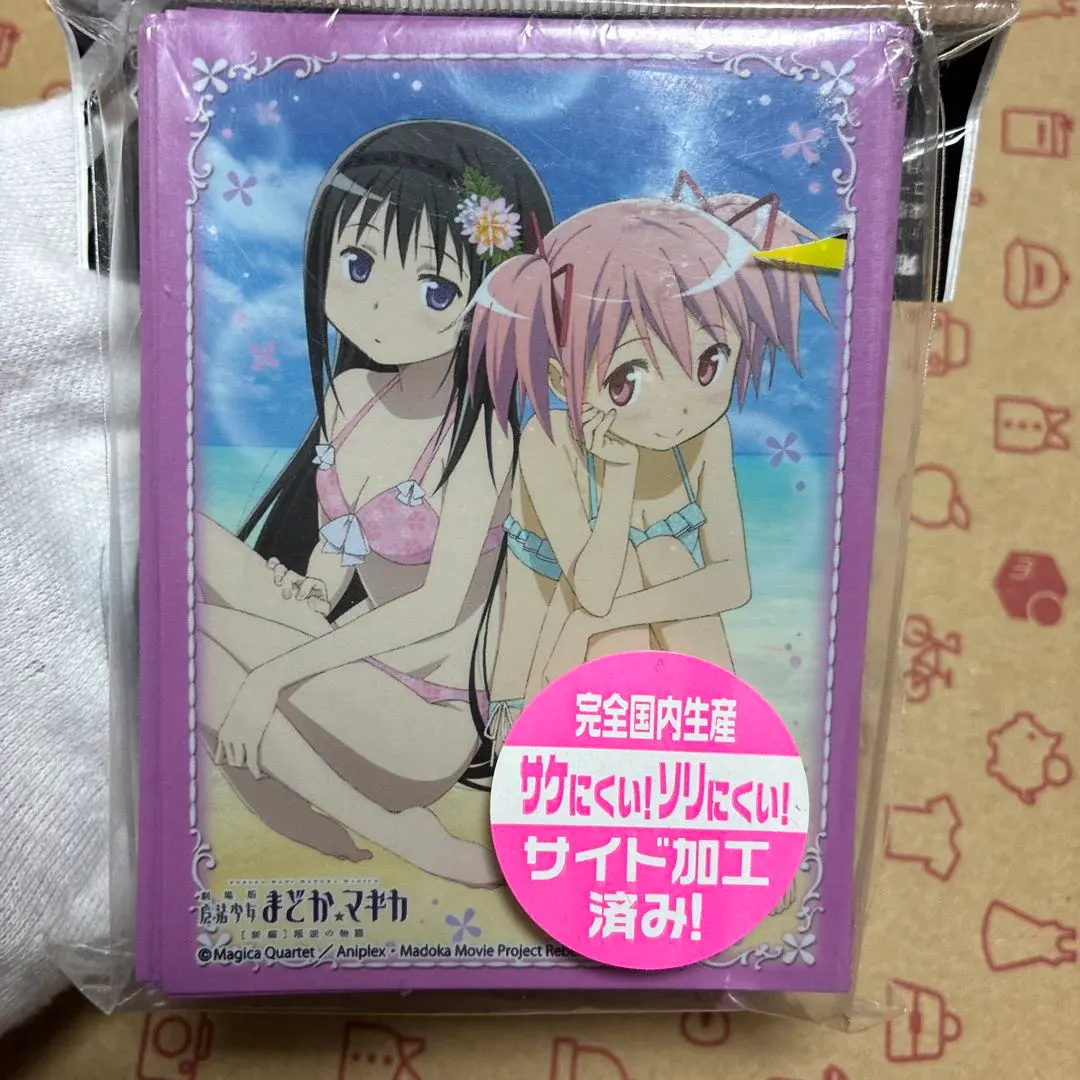 完全国内生産
サケにくい!ソリにくい!
サイド加工
済み!
劇場版
魔法少女まどか★マギカ
[新編]叛逆の物語
©Magica Quartet／Aniplex・Madoka Movie Project Rebe